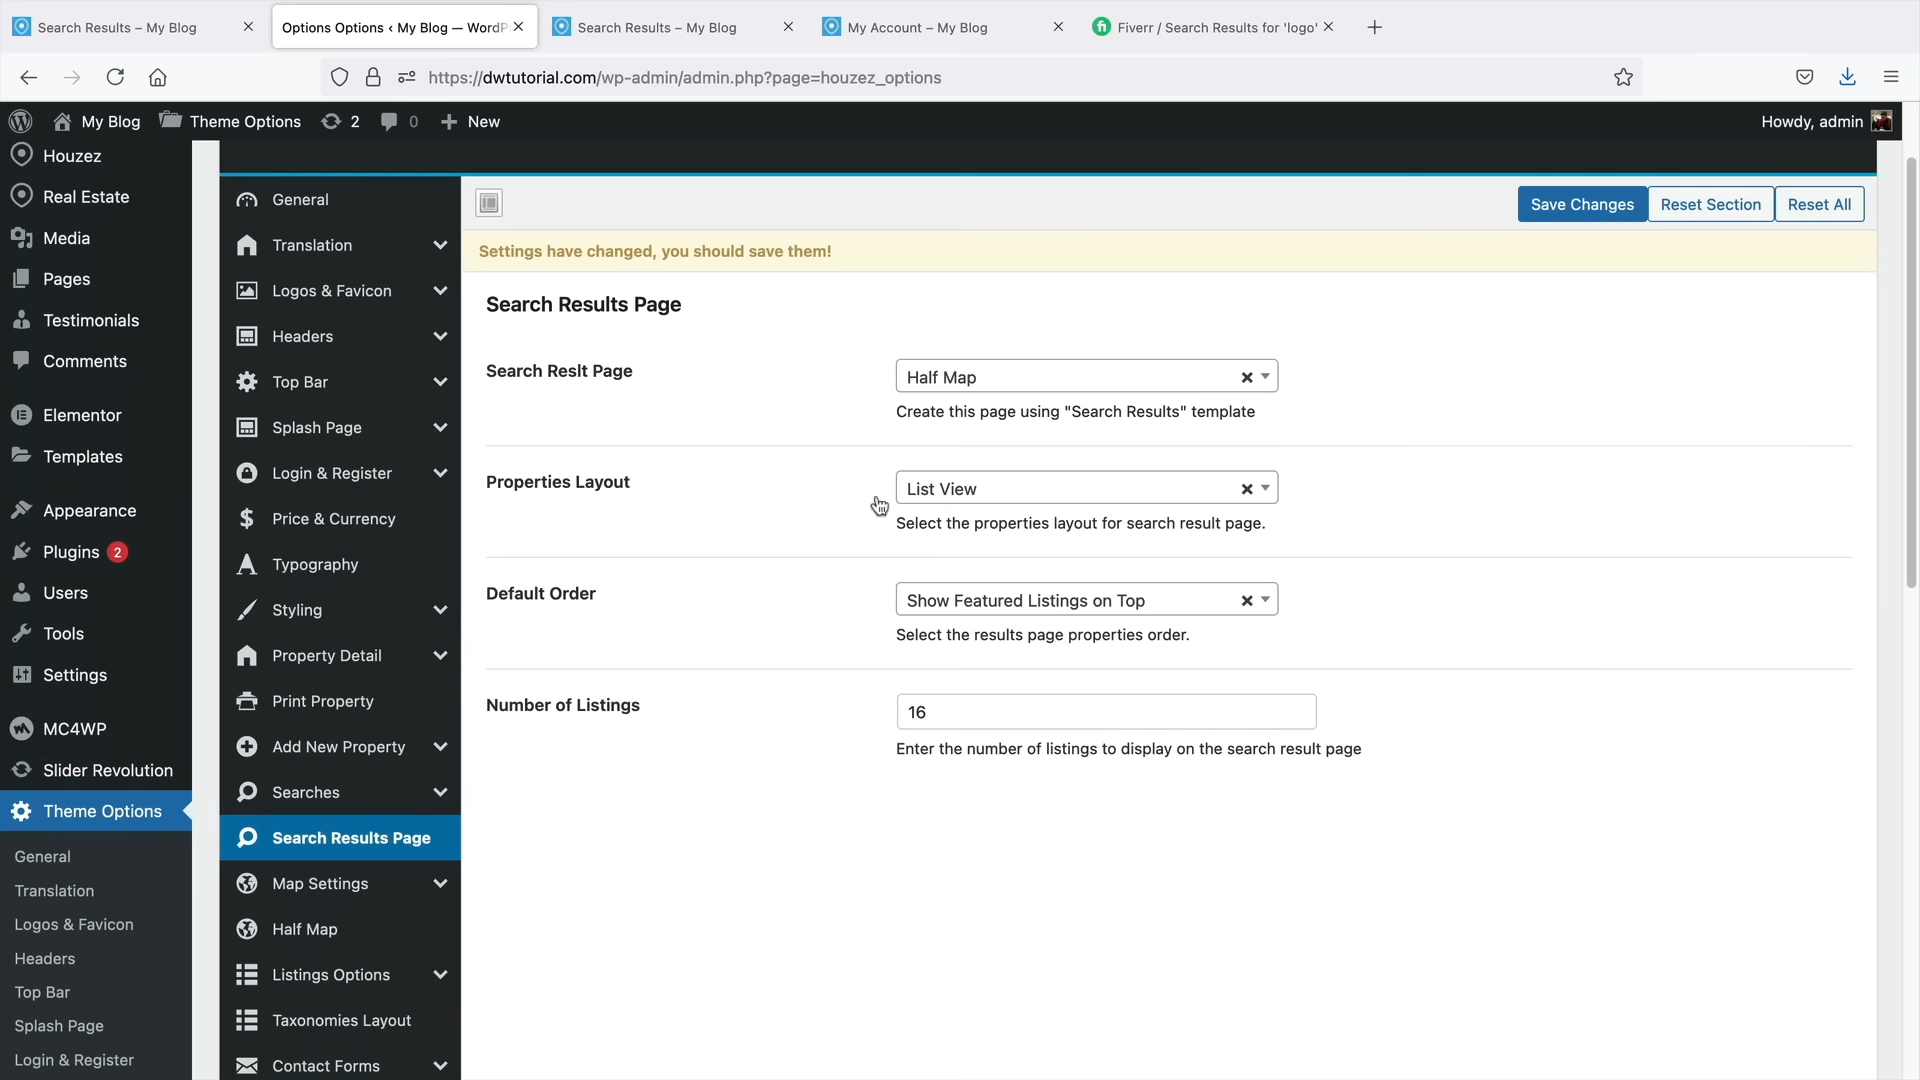 Search Results – My Blog
Options Options ‹ My Blog — WordP
Search Results – My Blog
My Account – My Blog
Fiverr / Search Results for 'logo'
https://dwtutorial.com/wp-admin/admin.php?page=houzez_options
My Blog
Theme Options
2
0
New
Howdy, admin
Houzez
Real Estate
Media
Pages
Testimonials
Comments
Elementor
Templates
Appearance
Plugins 2
Users
Tools
Settings
MC4WP
Slider Revolution
Theme Options
General
Translation
Logos & Favicon
Headers
Top Bar
Splash Page
Login & Register
General
Translation
Logos & Favicon
Headers
Top Bar
Splash Page
Login & Register
Price & Currency
Typography
Styling
Property Detail
Print Property
Add New Property
Searches
Search Results Page
Map Settings
Half Map
Listings Options
Taxonomies Layout
Contact Forms
Save Changes
Reset Section
Reset All
Settings have changed, you should save them!
Search Results Page
Search Reslt Page
Half Map
Create this page using "Search Results" template
Properties Layout
List View
Select the properties layout for search result page.
Default Order
Show Featured Listings on Top
Select the results page properties order.
Number of Listings
16
Enter the number of listings to display on the search result page